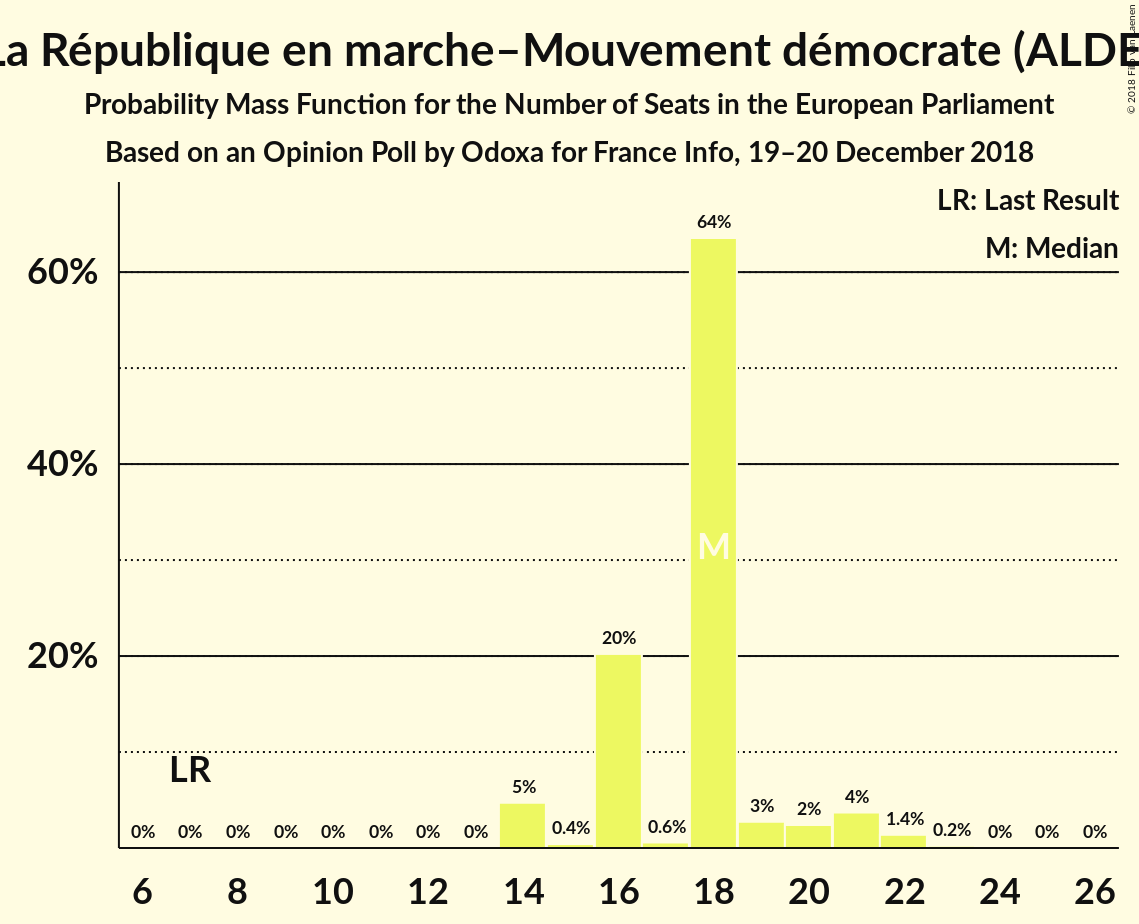 La République en marche–Mouvement démocrate (ALDE
Probability Mass Function for the Number of Seats in the European Parliament
Based on an Opinion Poll by Odoxa for France Info, 19–20 December 2018
© 2018 Filip van Laenen
LR: Last Result
M: Median
60%
40%
20%
64%
M
20%
LR
0% 0% 0% 0% 0% 0% 0% 0% 5% 0.4% 0.6% 3% 2% 4% 1.4% 0.2% 0% 0% 0%
6 8 10 12 14 16 18 20 22 24 26